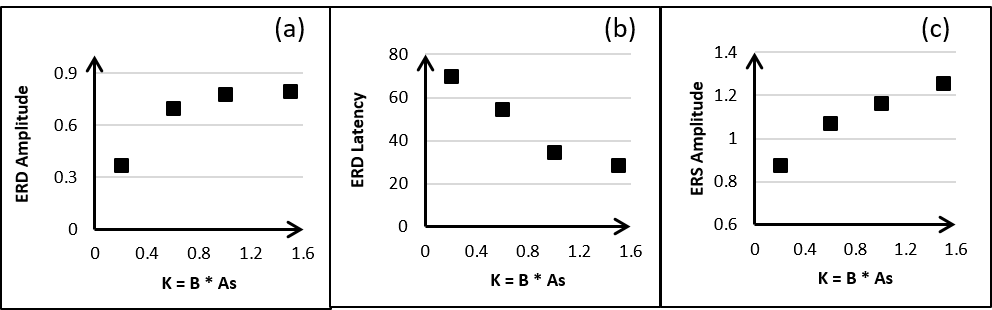 (a)
ERD Amplitude
0.9
0.6
0.3
0
0 0.4 0.8 1.2 1.6
K = B * As
(b)
ERD Latency
80
60
40
20
0
0 0.4 0.8 1.2 1.6
K = B * As
(c)
ERS Amplitude
1.4
1.2
1
0.8
0.6
0 0.4 0.8 1.2 1.6
K = B * As